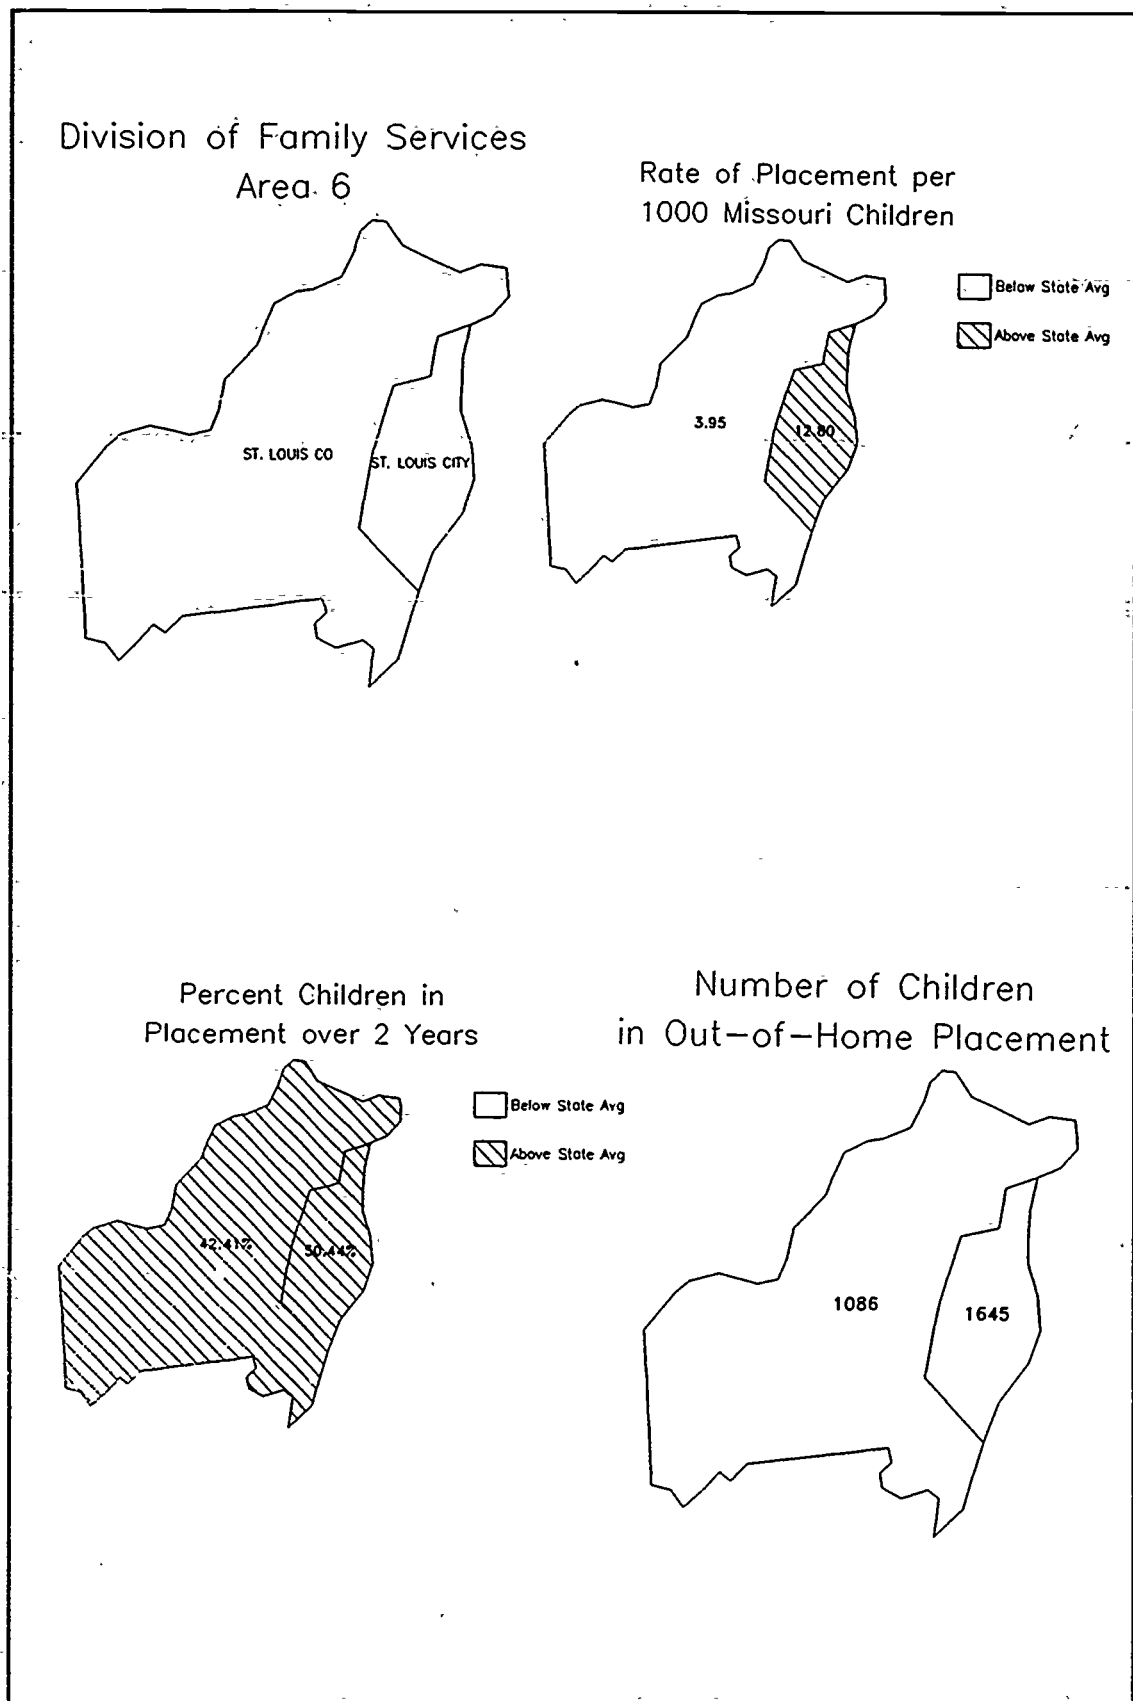 Division of Family Services
Area 6
ST. LOUIS CO
ST. LOUIS CITY
Rate of Placement per
1000 Missouri Children
Below State Avg
Above State Avg
3.95
12.80
Percent Children in
Placement over 2 Years
Below State Avg
Above State Avg
42.41%
50.44%
Number of Children
in Out-of-Home Placement
1086
1645